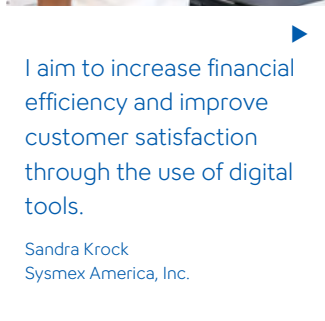 I aim to increase financial
efficiency and improve
customer satisfaction
through the use of digital
tools.
Sandra Krock
Sysmex America, Inc.